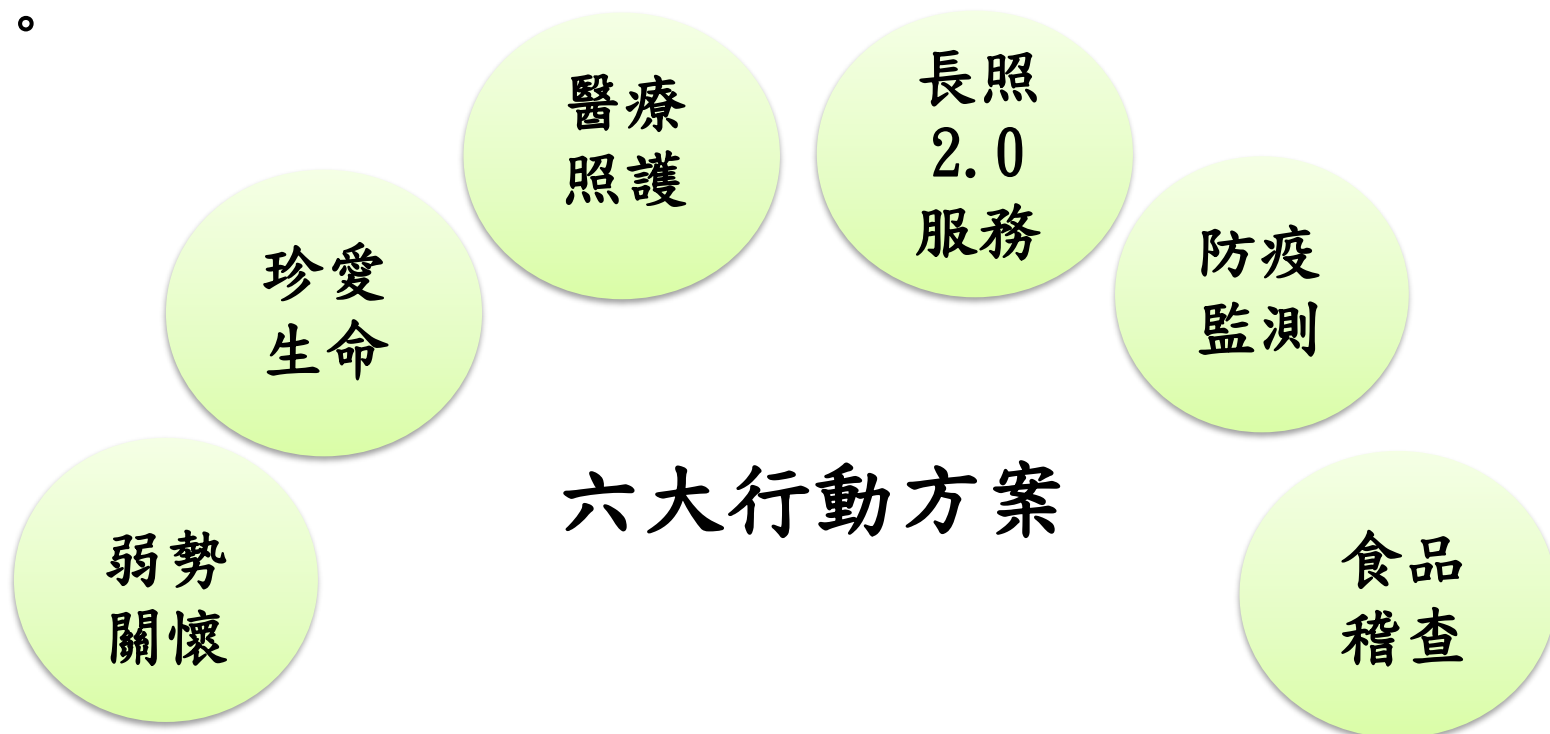 。
弱勢
關懷
珍愛
生命
醫療
照護
長照
2.0
服務
防疫
監測
食品
稽查
六大行動方案